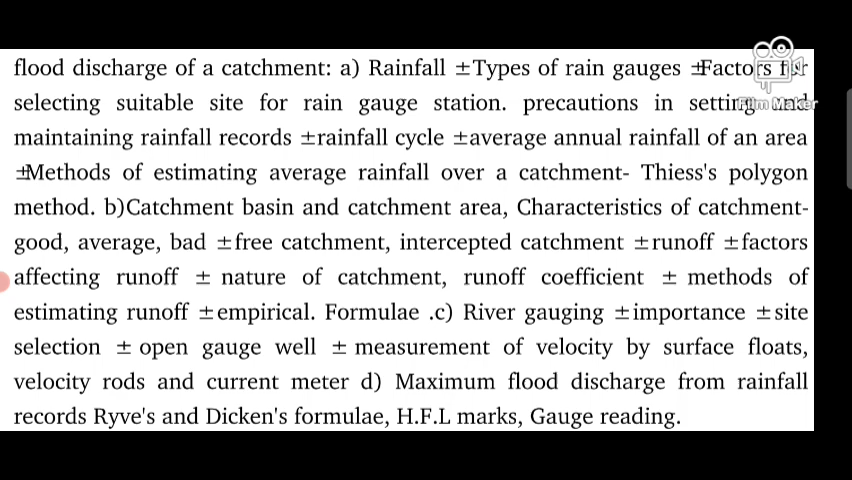 flood discharge of a catchment: a) Rainfall ±Types of rain gauges ±Factors for
selecting suitable site for rain gauge station. precautions in setting and
maintaining rainfall records ±rainfall cycle ±average annual rainfall of an area
±Methods of estimating average rainfall over a catchment- Thiess's polygon
method. b)Catchment basin and catchment area, Characteristics of catchment-
good, average, bad ±free catchment, intercepted catchment ±runoff ±factors
affecting runoff ± nature of catchment, runoff coefficient ± methods of
estimating runoff ±empirical. Formulae .c) River gauging ±importance ±site
selection ± open gauge well ± measurement of velocity by surface floats,
velocity rods and current meter d) Maximum flood discharge from rainfall
records Ryve's and Dicken's formulae, H.F.L marks, Gauge reading.
Film Maker